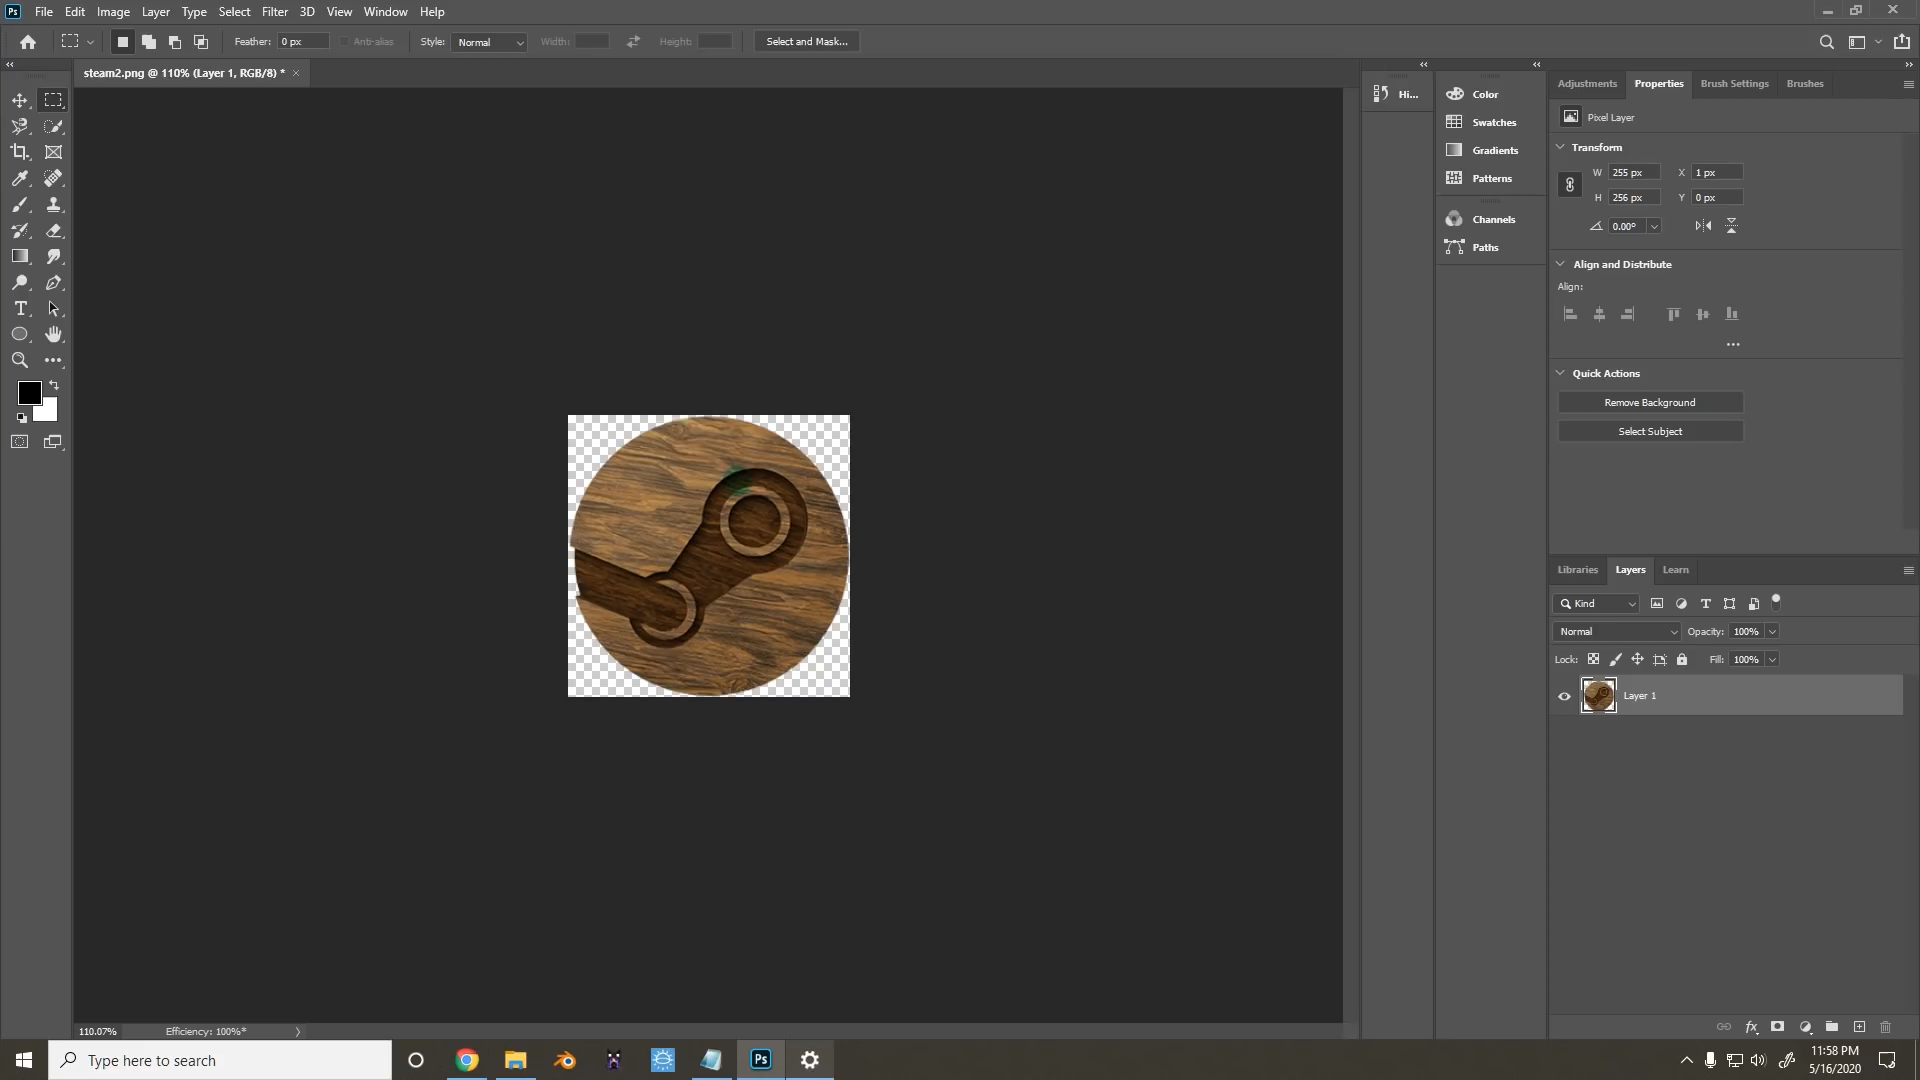 Ps File Edit Image Layer Type Select Filter 3D View Window Help
Feather: 0 px Anti-alias Style: Normal Width: Height: Select and Mask...
steam2.png @ 110% (Layer 1, RGB/8) *
Hi...
Color
Swatches
Gradients
Patterns
Channels
Paths
Adjustments Properties Brush Settings Brushes
Pixel Layer
Transform
W 255 px X 1 px
H 256 px Y 0 px
0.00°
Align and Distribute
Align:
Quick Actions
Remove Background
Select Subject
Libraries Layers Learn
Kind
Normal Opacity: 100%
Lock: Fill: 100%
Layer 1
110.07% Efficiency: 100%*
Type here to search
Ps
11:58 PM
5/16/2020